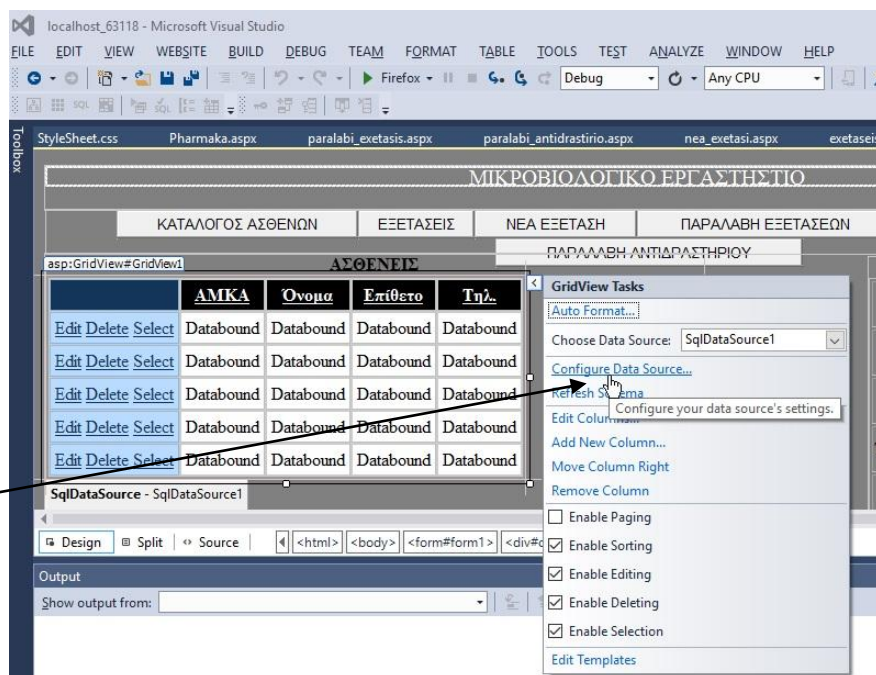 localhost_63118 - Microsoft Visual Studio
FILE EDIT VIEW WEBSITE BUILD DEBUG TEAM FORMAT TABLE TOOLS TEST ANALYZE WINDOW HELP
Firefox Debug Any CPU
SQL
Toolbox
StyleSheet.css Pharmaka.aspx paralabi_exetasis.aspx paralabi_antidrastirio.aspx nea_exetasi.aspx exetaseis
ΜΙΚΡΟΒΙΟΛΟΓΙΚΟ ΕΡΓΑΣΤΗΣΤΙΟ
ΚΑΤΑΛΟΓΟΣ ΑΣΘΕΝΩΝ ΕΞΕΤΑΣΕΙΣ ΝΕΑ ΕΞΕΤΑΣΗ ΠΑΡΑΛΑΒΗ ΕΞΕΤΑΣΕΩΝ
ΠΑΡΑΛΑΒΗ ΑΝΤΙΔΡΑΣΤΗΡΙΟΥ
asp:GridView#GridView1 ΑΣΘΕΝΕΙΣ
ΑΜΚΑ Όνομα Επίθετο Τηλ.
Edit Delete Select Databound Databound Databound Databound
Edit Delete Select Databound Databound Databound Databound
Edit Delete Select Databound Databound Databound Databound
Edit Delete Select Databound Databound Databound Databound
Edit Delete Select Databound Databound Databound Databound
SqlDataSource - SqlDataSource1
GridView Tasks
Auto Format...
Choose Data Source: SqlDataSource1
Configure Data Source...
Refresh Schema
Configure your data source's settings.
Edit Columns...
Add New Column...
Move Column Right
Remove Column
Enable Paging
Enable Sorting
Enable Editing
Enable Deleting
Enable Selection
Edit Templates
Design Split Source <html> <body> <form#form1> <div#c
Output
Show output from: